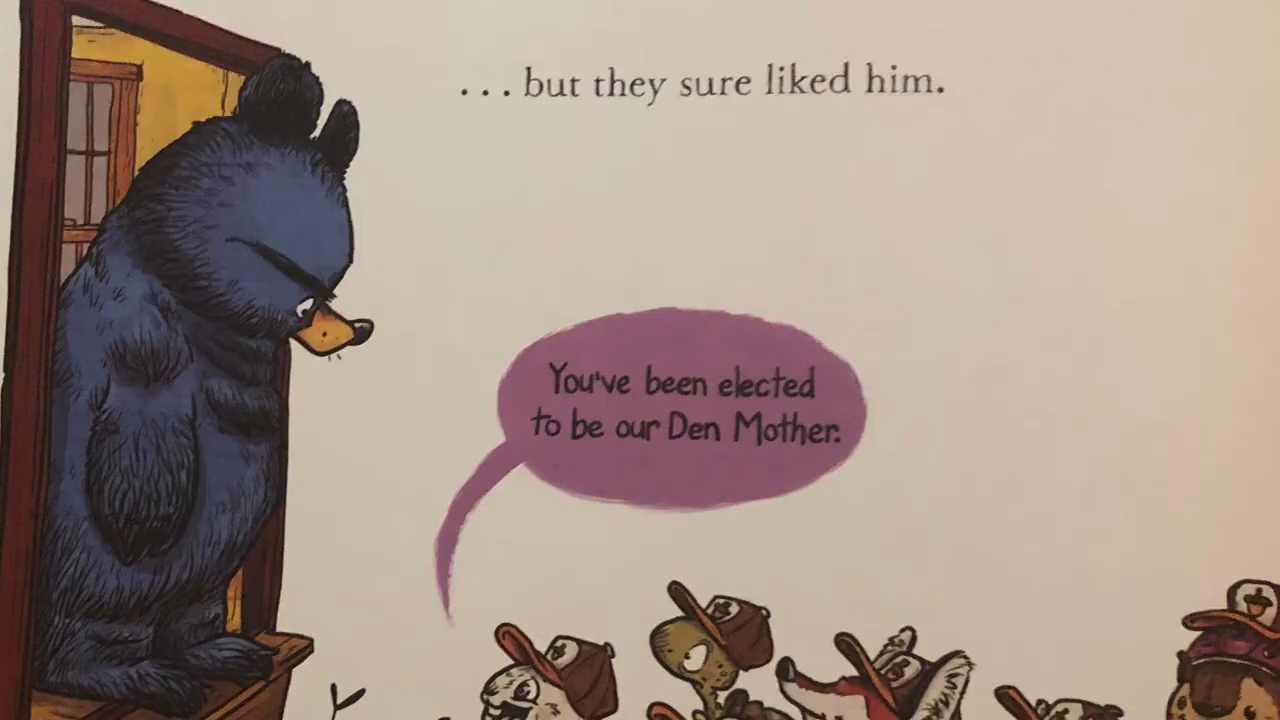 ... but they sure liked him.
You've been elected
to be our Den Mother.